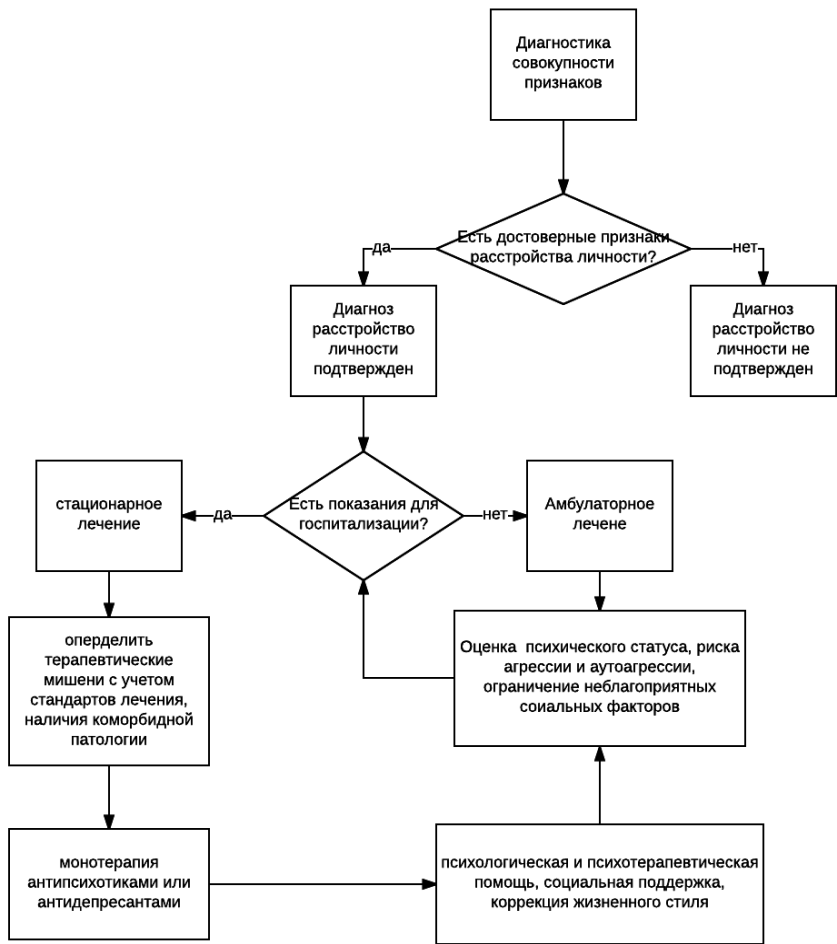 Диагностика
совокупности
признаков
Есть достоверные признаки
расстройства личности?
да
нет
Диагноз
расстройство
личности
подтвержден
Диагноз
расстройство
личности не
подтвержден
стационарное
лечение
да
Есть показания для
госпитализации?
нет
Амбулаторное
лечене
оперделить
терапевтические
мишени с учетом
стандартов лечения,
наличия коморбидной
патологии
Оценка психического статуса, риска
агрессии и аутоагрессии,
ограничение неблагоприятных
соиальных факторов
монотерапия
антипсихотиками или
антидепресантами
психологическая и психотерапевтическая
помощь, социальная поддержка,
коррекция жизненного стиля